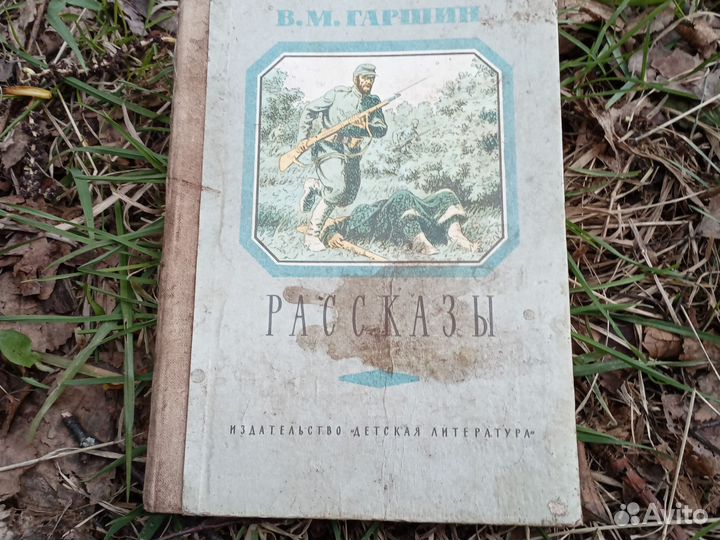 В.М. ГАРШИН
РАССКАЗЫ
ИЗДАТЕЛЬСТВО «ДЕТСКАЯ ЛИТЕРАТУРА»
Avito